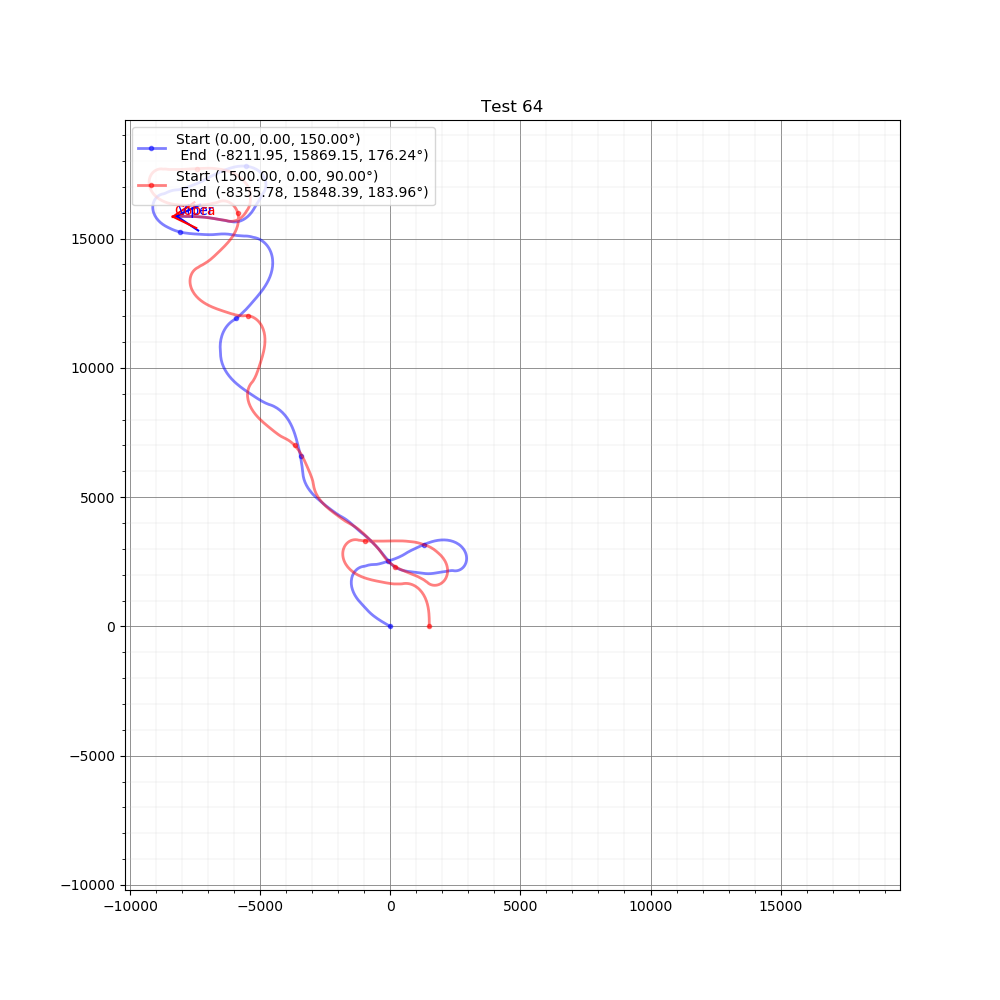 Test 64
Start (0.00, 0.00, 150.00°)
End  (-8211.95, 15869.15, 176.24°)
Start (1500.00, 0.00, 90.00°)
End  (-8355.78, 15848.39, 183.96°)
15000
10000
5000
0
−5000
−10000
−10000
−5000
0
5000
10000
15000